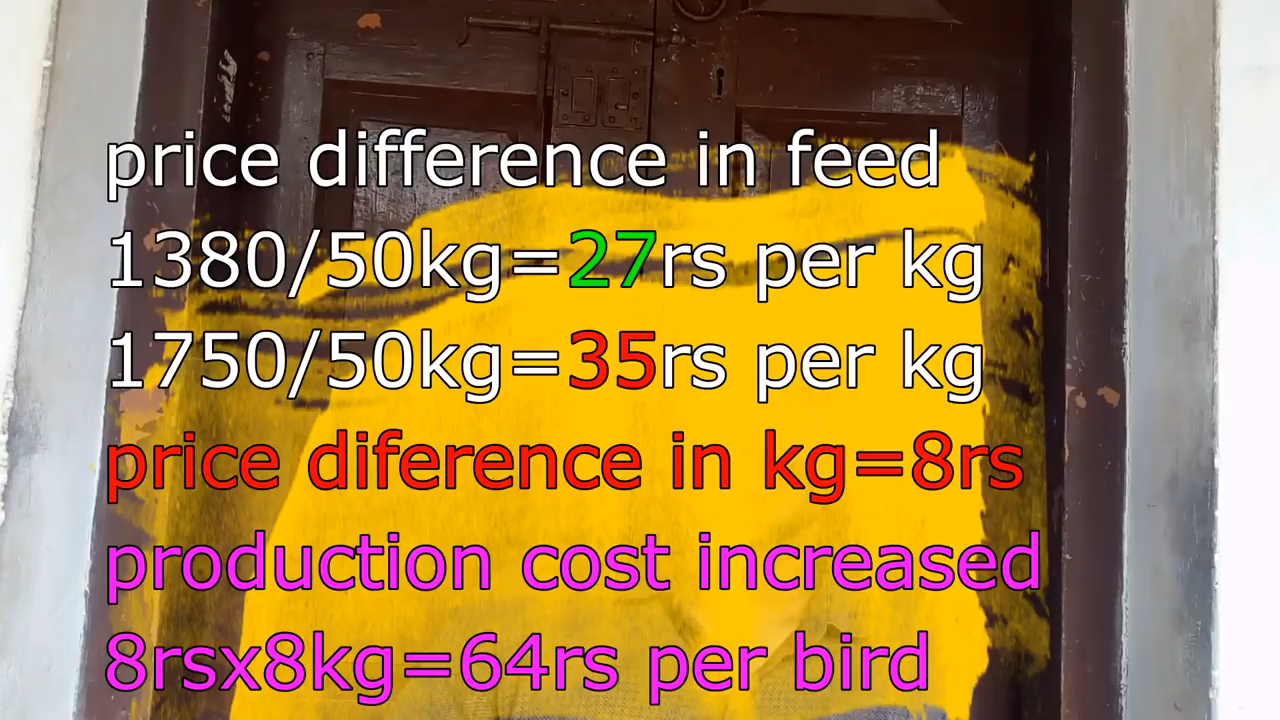 price difference in feed
1380/50kg=27rs per kg
1750/50kg=35rs per kg
price diference in kg=8rs
production cost increased
8rsx8kg=64rs per bird